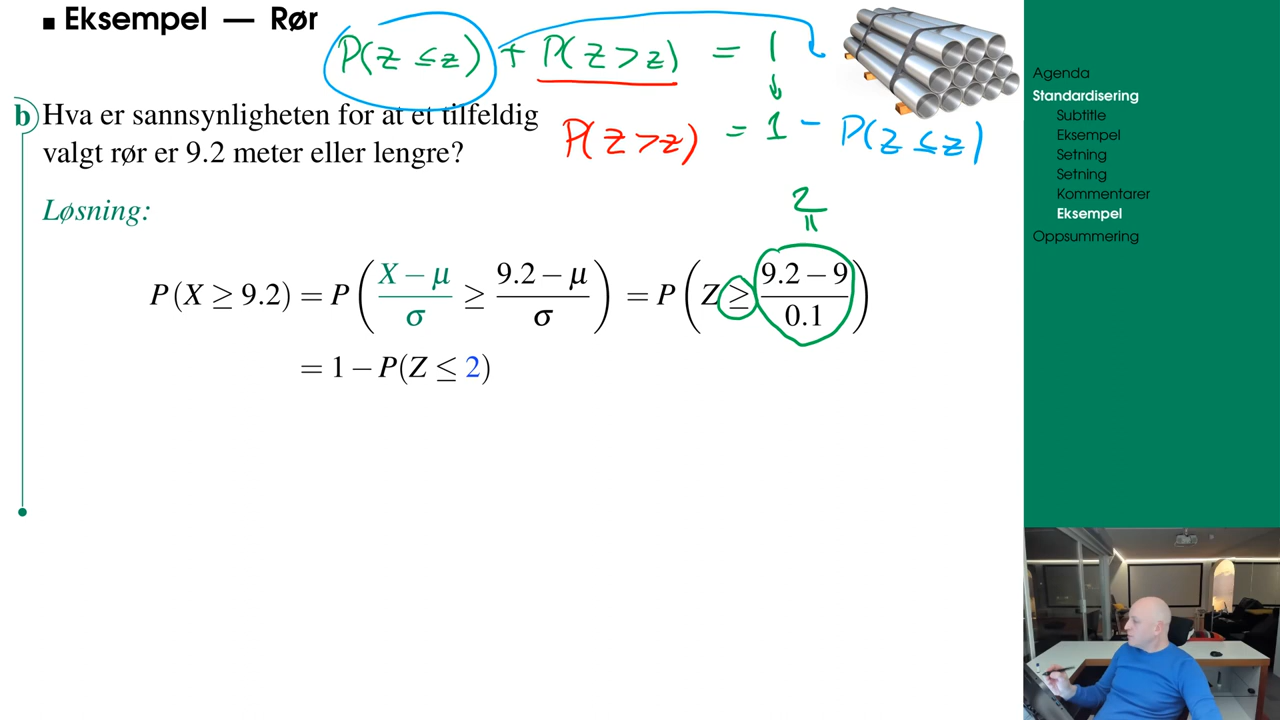 ▪ Eksempel — Rør
P(Z ≤ z) + P(Z > z) = 1
b Hva er sannsynligheten for at et tilfeldig
valgt rør er 9.2 meter eller lengre?
P(Z > z) = 1 − P(Z ≤ z)
Løsning:
2
=
P(X ≥ 9.2) = P((X − μ)/σ ≥ (9.2 − μ)/σ) = P(Z ≥ (9.2 − 9)/0.1)
= 1 − P(Z ≤ 2)
Agenda
Standardisering
Subtitle
Eksempel
Setning
Setning
Kommentarer
Eksempel
Oppsummering